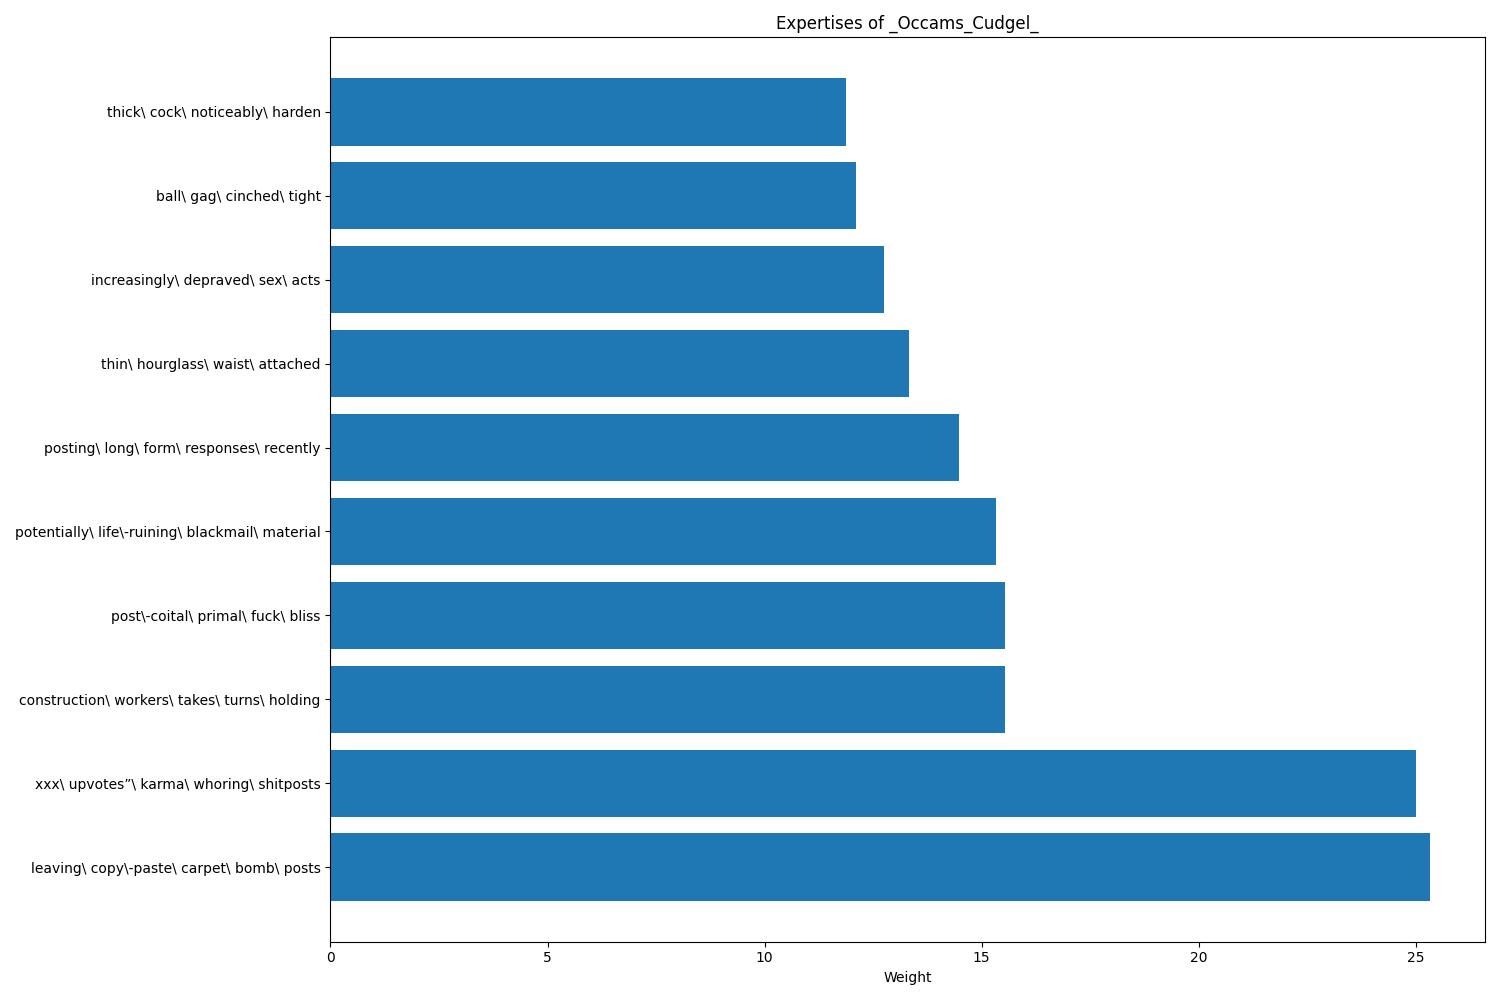 Expertises of _Occams_Cudgel_
thick\ cock\ noticeably\ harden
ball\ gag\ cinched\ tight
increasingly\ depraved\ sex\ acts
thin\ hourglass\ waist\ attached
posting\ long\ form\ responses\ recently
potentially\ life\-ruining\ blackmail\ material
post\-coital\ primal\ fuck\ bliss
construction\ workers\ takes\ turns\ holding
xxx\ upvotes”\ karma\ whoring\ shitposts
leaving\ copy\-paste\ carpet\ bomb\ posts
0 5 10 15 20 25
Weight